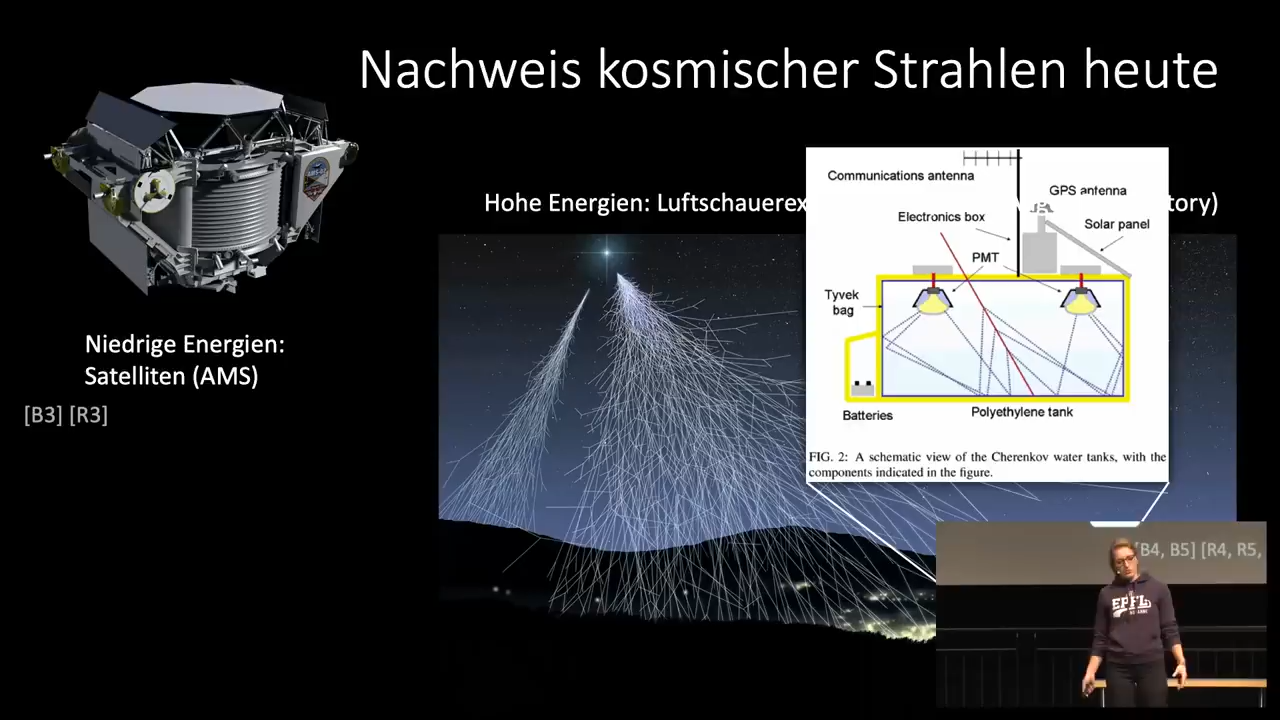 Nachweis kosmischer Strahlen heute
Niedrige Energien:
Satelliten (AMS)
[B3] [R3]
Hohe Energien: Luftschauerex
tory)
Communications antenna
GPS antenna
Electronics box
Solar panel
PMT
Tyvek
bag
Batteries
Polyethylene tank
FIG. 2: A schematic view of the Cherenkov water tanks, with the
components indicated in the figure.
[B4, B5] [R4, R5,
EPFL